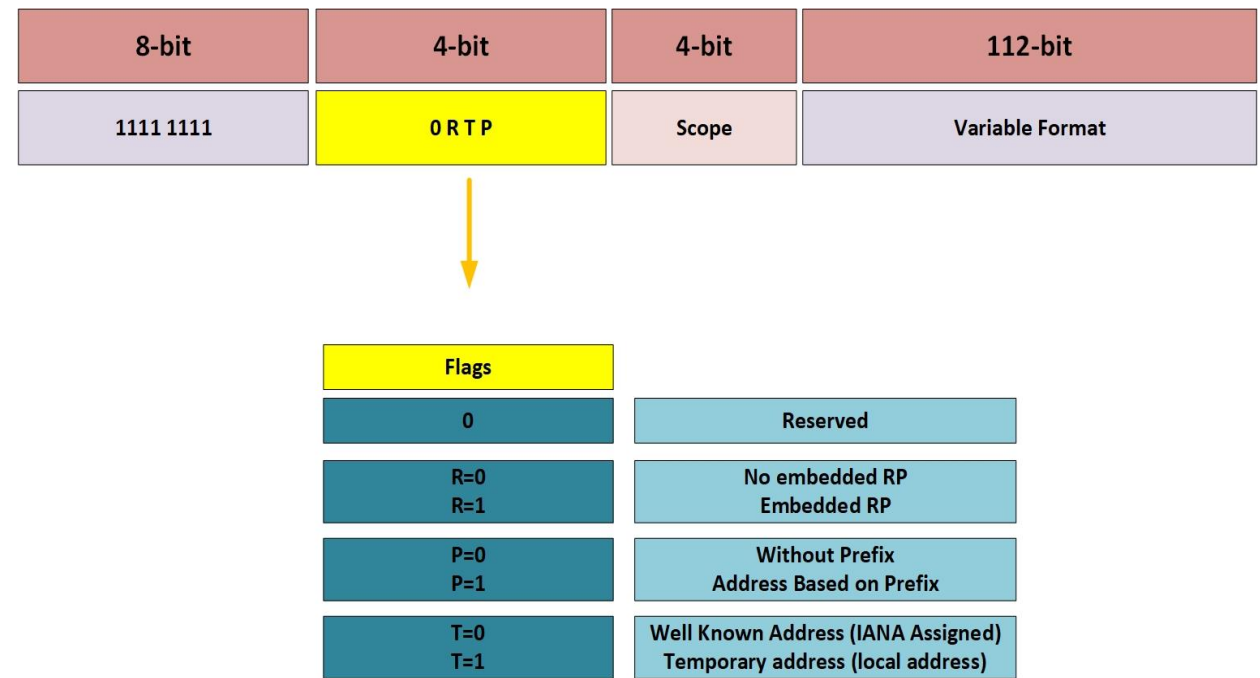 8-bit 4-bit 4-bit 112-bit
1111 1111 0 R T P Scope Variable Format
Flags
0 Reserved
R=0 No embedded RP
R=1 Embedded RP
P=0 Without Prefix
P=1 Address Based on Prefix
T=0 Well Known Address (IANA Assigned)
T=1 Temporary address (local address)